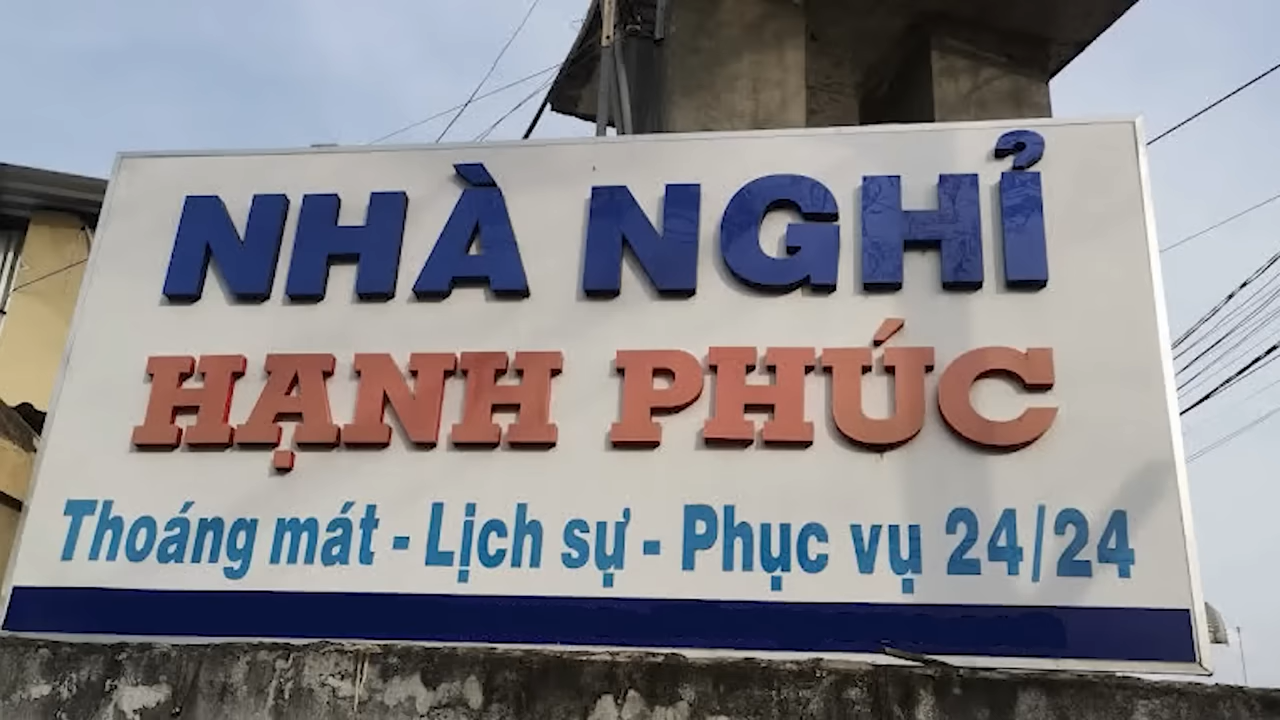 NHÀ NGHỈ
HẠNH PHÚC
Thoáng mát - Lịch sự - Phục vụ 24/24